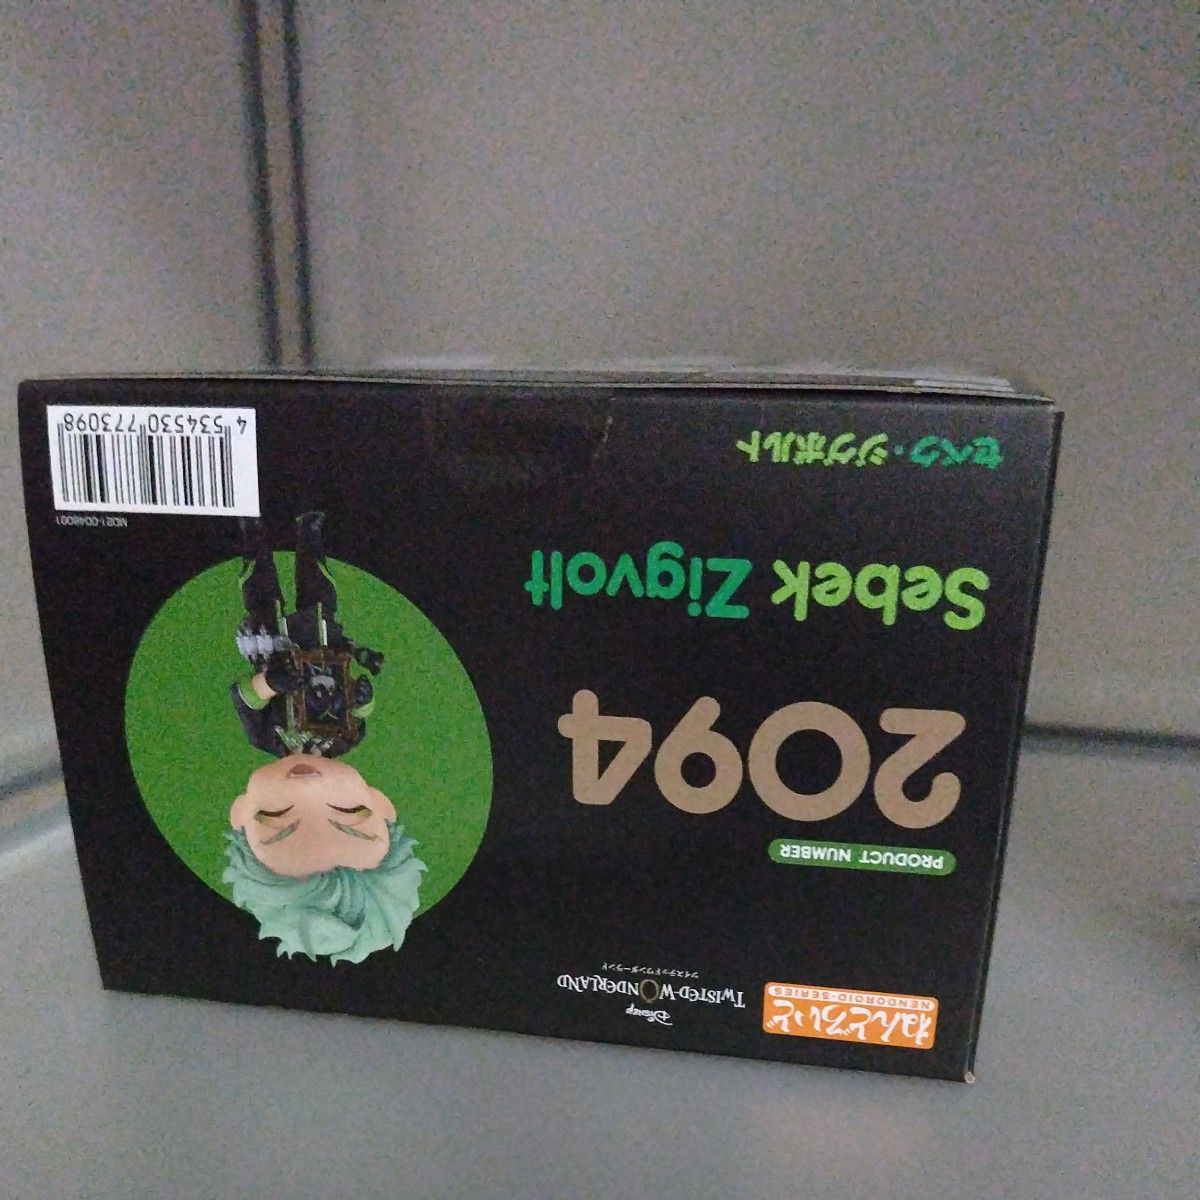 ねんどろいど
NENDOROID-SERIES
Disney
TWISTED-WONDERLAND
ツイステッドワンダーランド
PRODUCT NUMBER
2094
Sebek Zigvolt
セベク・ジグボルト
MD21-0048D01
4 534530 773098